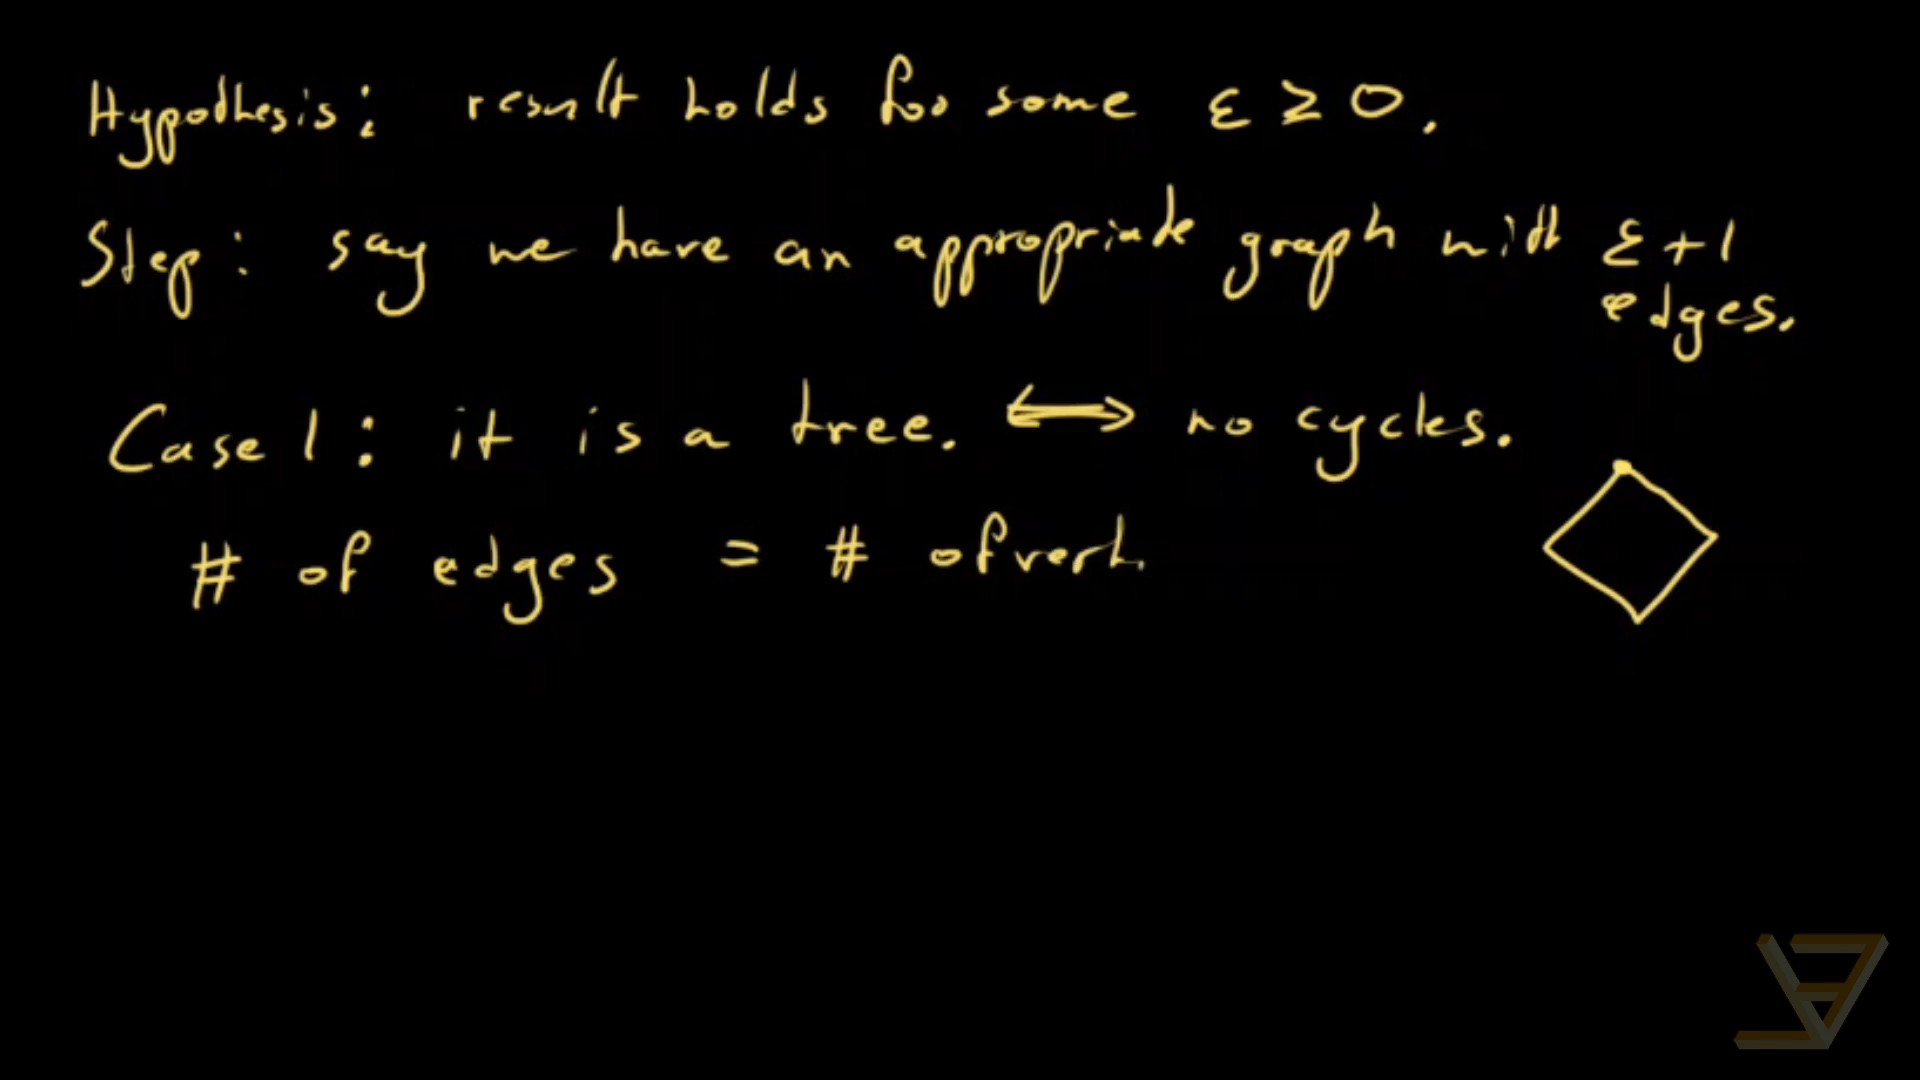 Hypothesis: result holds for some ε ≥ 0.
Step: say we have an appropriate graph with ε+1
edges.
Case 1: it is a tree. ⟺ no cycles.
# of edges = # of vert.